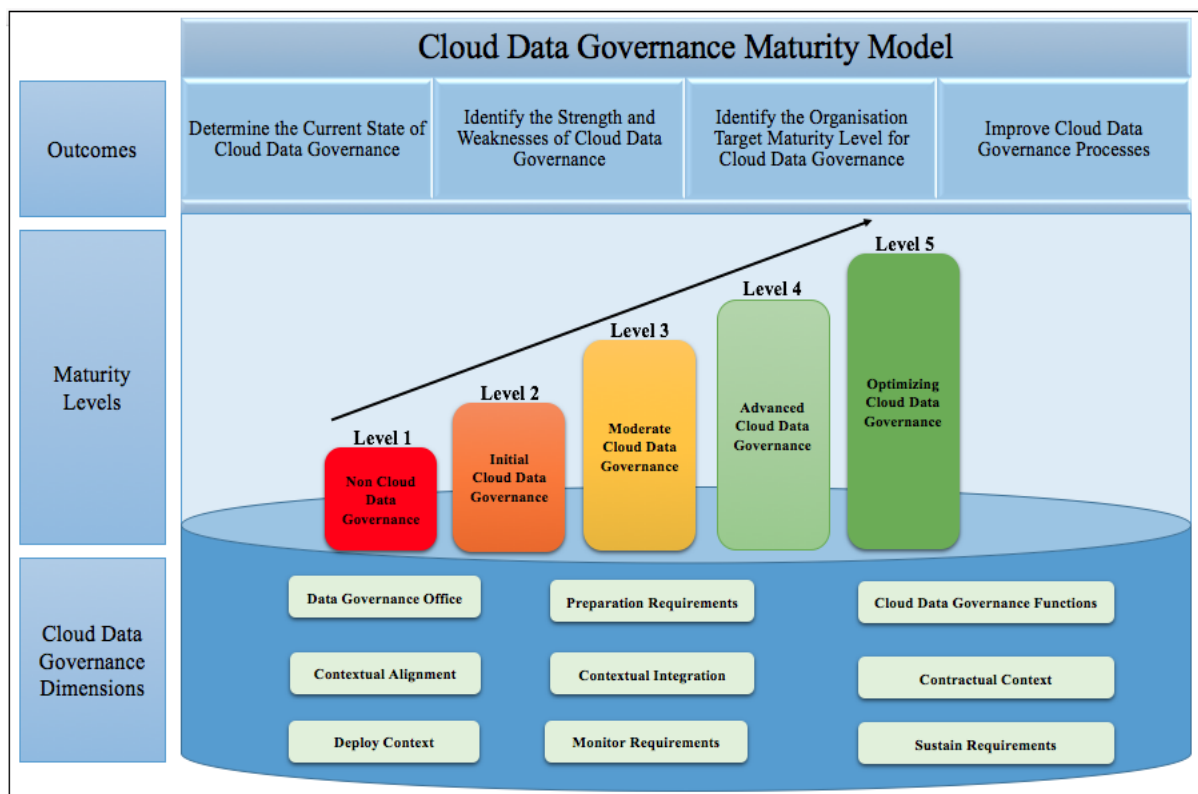 Cloud Data Governance Maturity Model
Outcomes
Determine the Current State of
Cloud Data Governance
Identify the Strength and
Weaknesses of Cloud Data
Governance
Identify the Organisation
Target Maturity Level for
Cloud Data Governance
Improve Cloud Data
Governance Processes
Maturity
Levels
Level 1
Non Cloud
Data
Governance
Level 2
Initial
Cloud Data
Governance
Level 3
Moderate
Cloud Data
Governance
Level 4
Advanced
Cloud Data
Governance
Level 5
Optimizing
Cloud Data
Governance
Cloud Data
Governance
Dimensions
Data Governance Office
Preparation Requirements
Cloud Data Governance Functions
Contextual Alignment
Contextual Integration
Contractual Context
Deploy Context
Monitor Requirements
Sustain Requirements